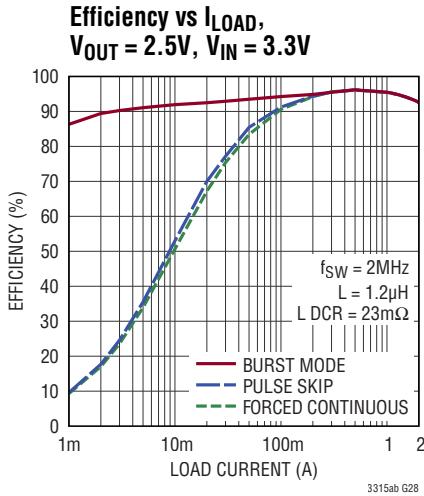 Efficiency vs ILOAD,
VOUT = 2.5V, VIN = 3.3V
100
90
80
70
60
50
40
30
20
10
0
EFFICIENCY (%)
fSW = 2MHz
L = 1.2µH
L DCR = 23mΩ
BURST MODE
PULSE SKIP
FORCED CONTINUOUS
1m 10m 100m 1 2
LOAD CURRENT (A)
3315ab G28